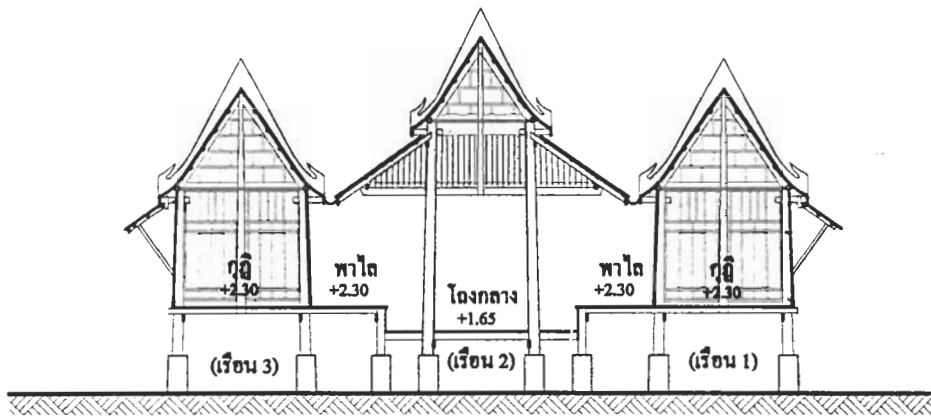 กุฏิ
+2.30
พาไล
+2.30
โถงกลาง
+1.65
พาไล
+2.30
กุฏิ
+2.30
(เรือน 3)
(เรือน 2)
(เรือน 1)